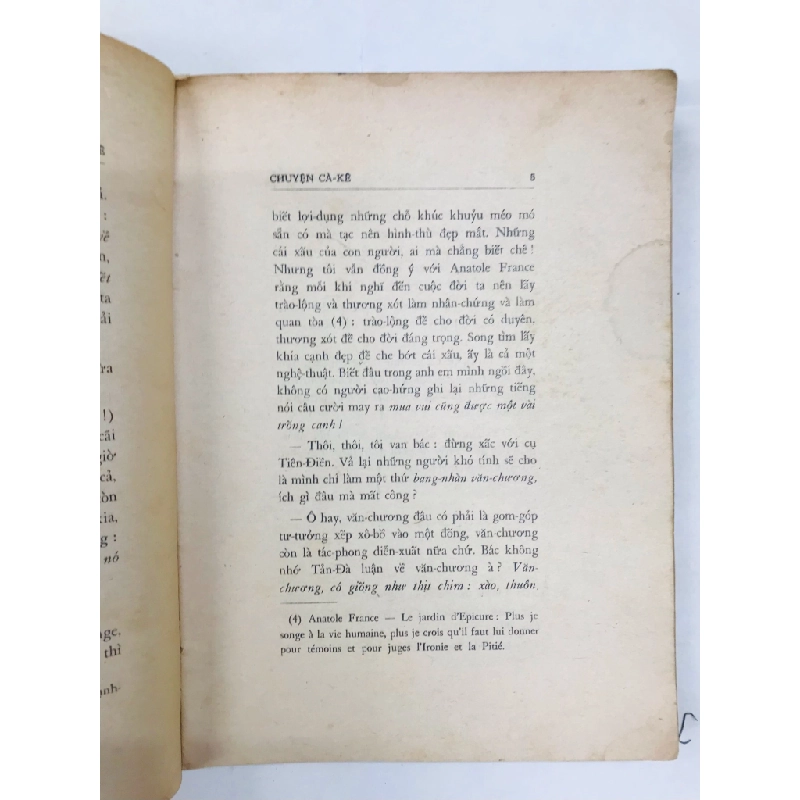 CHUYỆN CÀ-KÊ 5
biết lợi-dụng những chỗ khúc khuỷu méo mó
sẵn có mà tạc nên hình-thù đẹp mắt. Những
cái xấu của con người, ai mà chẳng biết chê !
Nhưng tôi vẫn đồng ý với Anatole France
rằng mỗi khi nghĩ đến cuộc đời ta nên lấy
trào-lộng và thương xót làm nhân-chứng và làm
quan tòa (4) : trào-lộng để cho đời có duyên,
thương xót để cho đời đáng trọng. Song tìm lấy
khía cạnh đẹp để che bớt cái xấu, ấy là cả một
nghệ-thuật. Biết đâu trong anh em mình ngồi đây,
không có người cao-hứng ghi lại những tiếng
nói câu cười may ra mua vui cũng được một vài
trống canh !
— Thôi, thôi, tôi van bác : đừng xấc với cụ
Tiên-Điền. Vả lại những người khó tính sẽ cho
là mình chỉ làm một thứ bang-nhàn văn-chương,
ích gì đâu mà mất công ?
— Ô hay, văn-chương đâu có phải là gom-góp
tư-tưởng xếp xô-bồ vào một đống, văn-chương
còn là tác-phong diễn-xuất nữa chứ. Bác không
nhớ Tản-Đà luận về văn-chương à ? Văn-
chương, có giống như thịt chim : xào, thuôn,
(4) Anatole France — Le jardin d'Epicure : Plus je
songe à la vie humaine, plus je crois qu'il faut lui donner
pour témoins et pour juges l'Ironie et la Pitié.